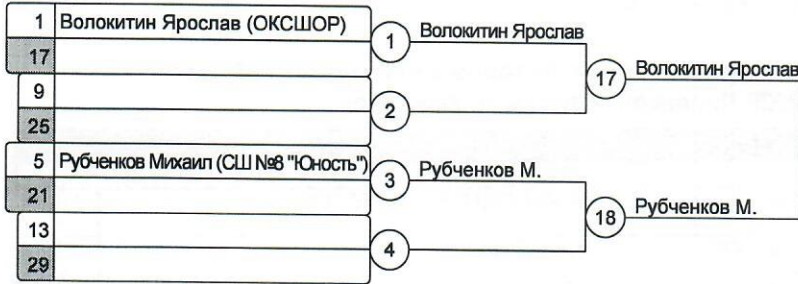 1 Волокитин Ярослав (ОКСШОР)
17
1 Волокитин Ярослав
9
25
2
17 Волокитин Ярослав
5 Рубченков Михаил (СШ №8 "Юность")
21
3 Рубченков М.
13
29
4
18 Рубченков М.